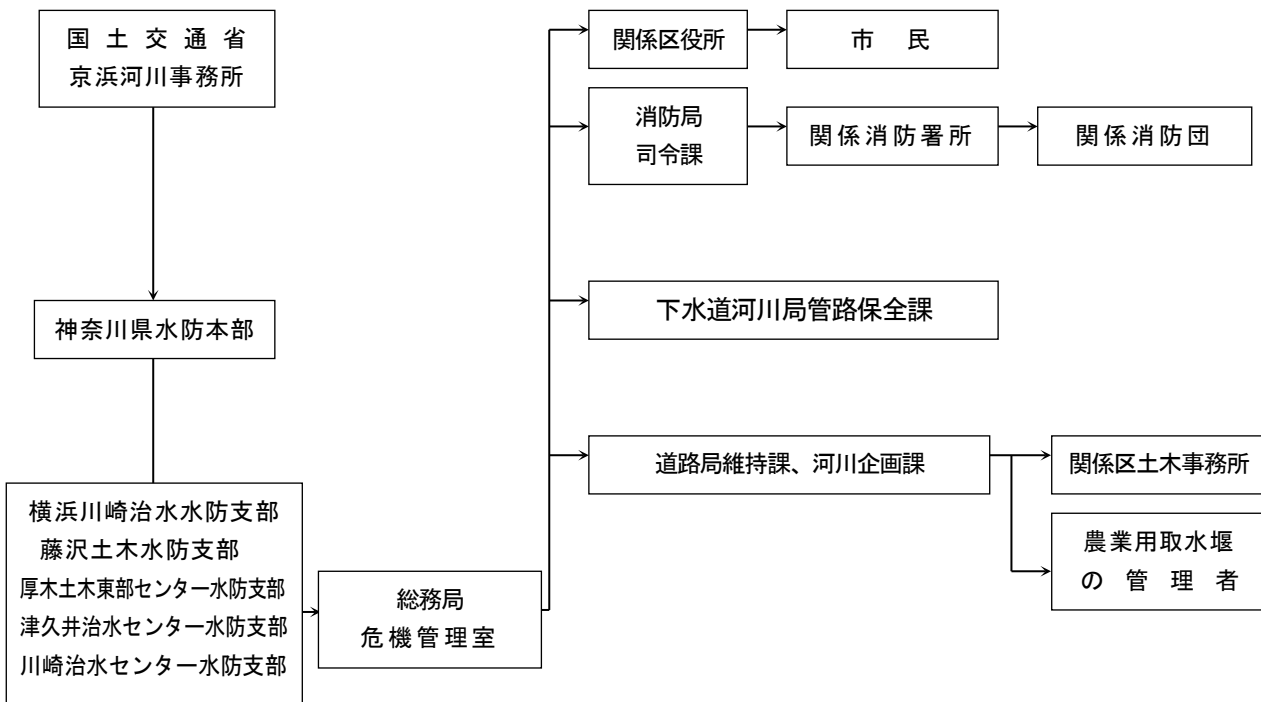 国土交通省
京浜河川事務所
神奈川県水防本部
横浜川崎治水水防支部
藤沢土木水防支部
厚木土木東部センター水防支部
津久井治水センター水防支部
川崎治水センター水防支部
総務局
危機管理室
関係区役所
市民
消防局
司令課
関係消防署所
関係消防団
下水道河川局管路保全課
道路局維持課、河川企画課
関係区土木事務所
農業用取水堰
の管理者